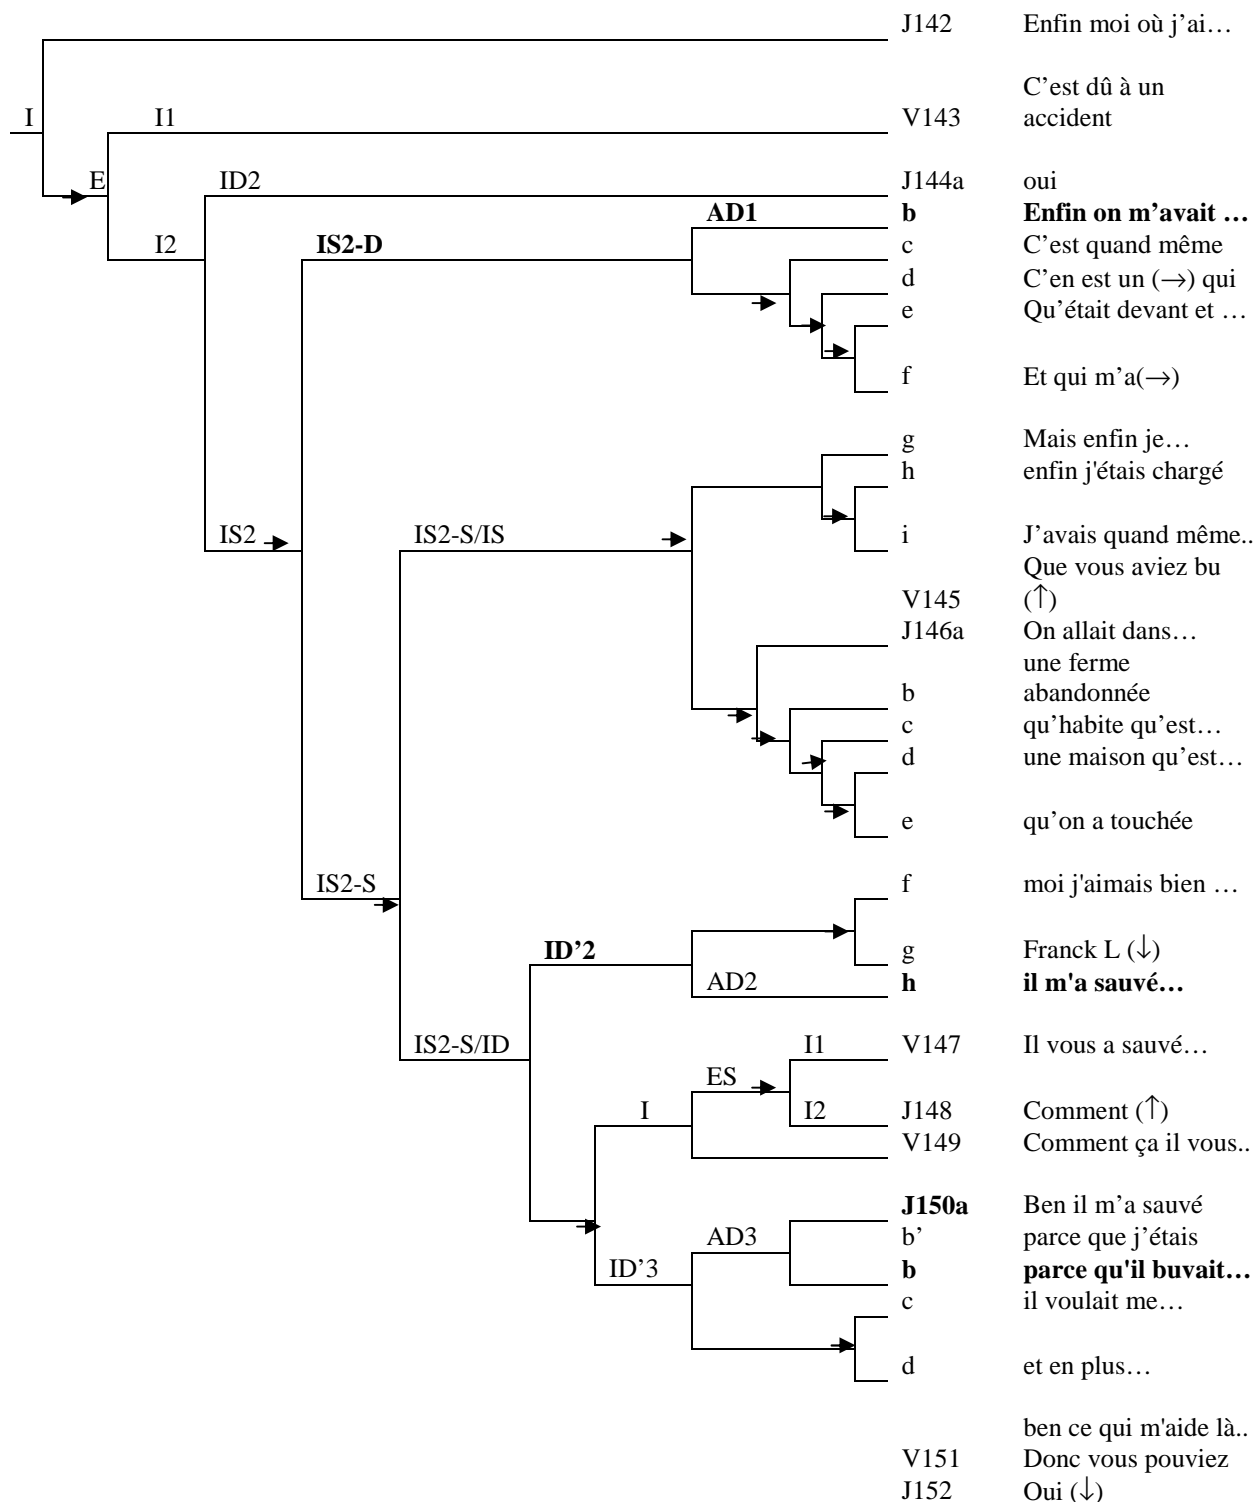 J142 Enfin moi où j’ai…
C’est dû à un
I I1 V143 accident
E ID2 J144a oui
AD1 b Enfin on m’avait …
I2 IS2-D c C’est quand même
d C’en est un (→) qui
e Qu’était devant et …
f Et qui m’a(→)
g Mais enfin je…
h enfin j'étais chargé
IS2 IS2-S/IS i J’avais quand même..
Que vous aviez bu
V145 (↑)
J146a On allait dans…
une ferme
b abandonnée
c qu’habite qu’est…
d une maison qu’est…
e qu’on a touchée
IS2-S f moi j'aimais bien …
ID’2 g Franck L (↓)
AD2 h il m'a sauvé…
IS2-S/ID I1 V147 Il vous a sauvé…
ES
I I2 J148 Comment (↑)
V149 Comment ça il vous..
J150a Ben il m’a sauvé
AD3 b’ parce que j’étais
ID’3 b parce qu'il buvait…
c il voulait me…
d et en plus…
ben ce qui m'aide là..
V151 Donc vous pouviez
J152 Oui (↓)